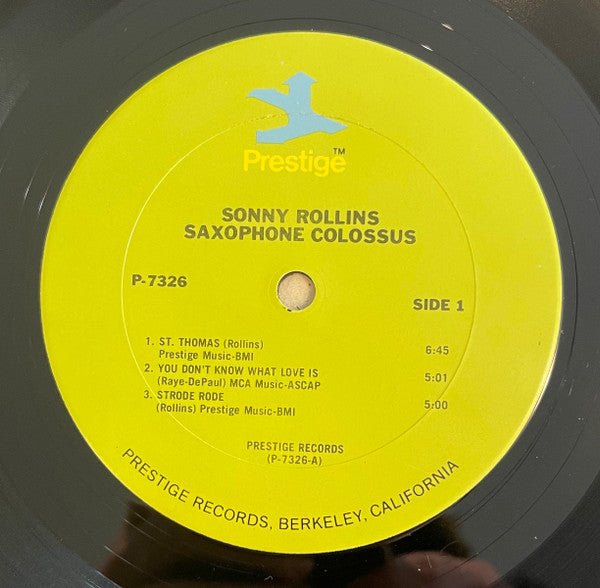 Prestige™
SONNY ROLLINS
SAXOPHONE COLOSSUS
P-7326
SIDE 1
1. ST. THOMAS (Rollins)
Prestige Music-BMI 6:45
2. YOU DON'T KNOW WHAT LOVE IS
(Raye-DePaul) MCA Music-ASCAP 5:01
3. STRODE RODE
(Rollins) Prestige Music-BMI 5:00
PRESTIGE RECORDS
(P-7326-A)
PRESTIGE RECORDS, BERKELEY, CALIFORNIA